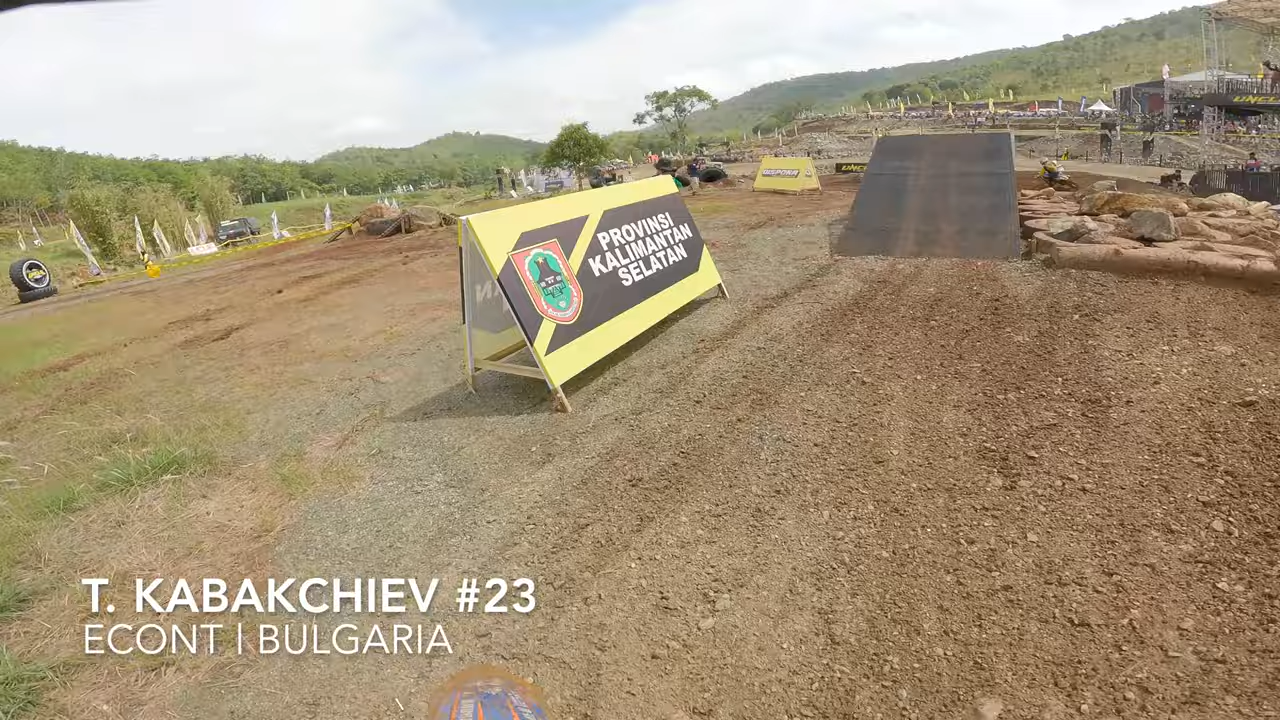 PROVINSI
KALIMANTAN
SELATAN
T. KABAKCHIEV #23
ECONT | BULGARIA